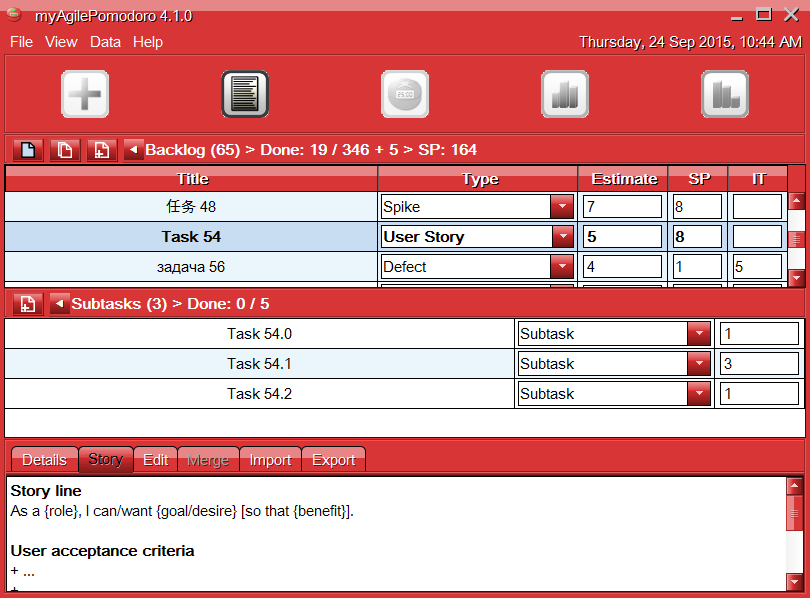 myAgilePomodoro 4.1.0
File View Data Help Thursday, 24 Sep 2015, 10:44 AM
25:00
Backlog (65) > Done: 19 / 346 + 5 > SP: 164
Title Type Estimate SP IT
任务 48 Spike 7 8
Task 54 User Story 5 8
задача 56 Defect 4 1 5
Subtasks (3) > Done: 0 / 5
Task 54.0 Subtask 1
Task 54.1 Subtask 3
Task 54.2 Subtask 1
Details Story Edit Merge Import Export
Story line
As a {role}, I can/want {goal/desire} [so that {benefit}].
User acceptance criteria
+ ...
+